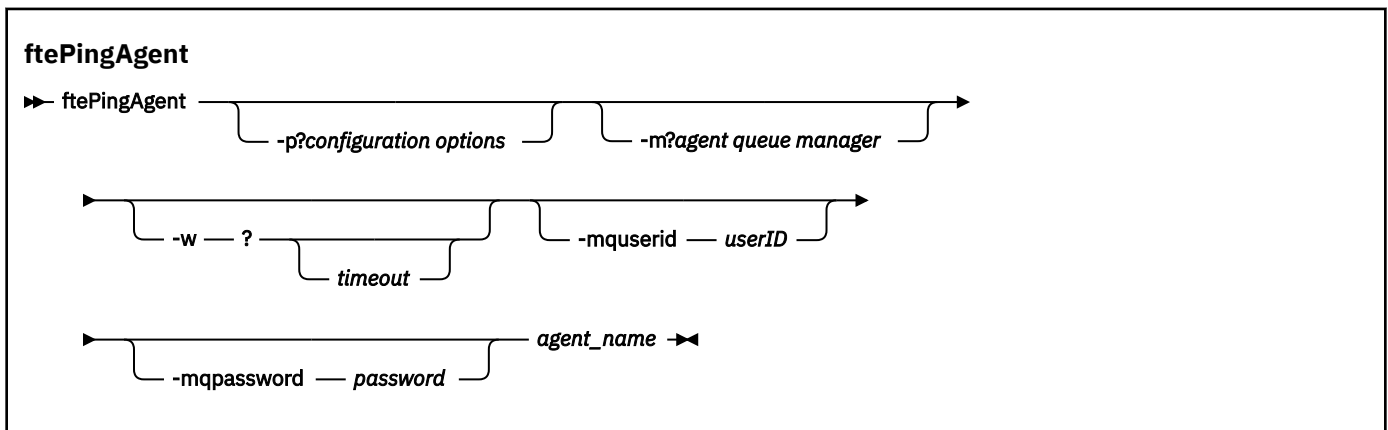 ftePingAgent
ftePingAgent
-p?configuration options -m?agent queue manager
-w ? -mquserid userID
timeout
agent_name
-mqpassword password